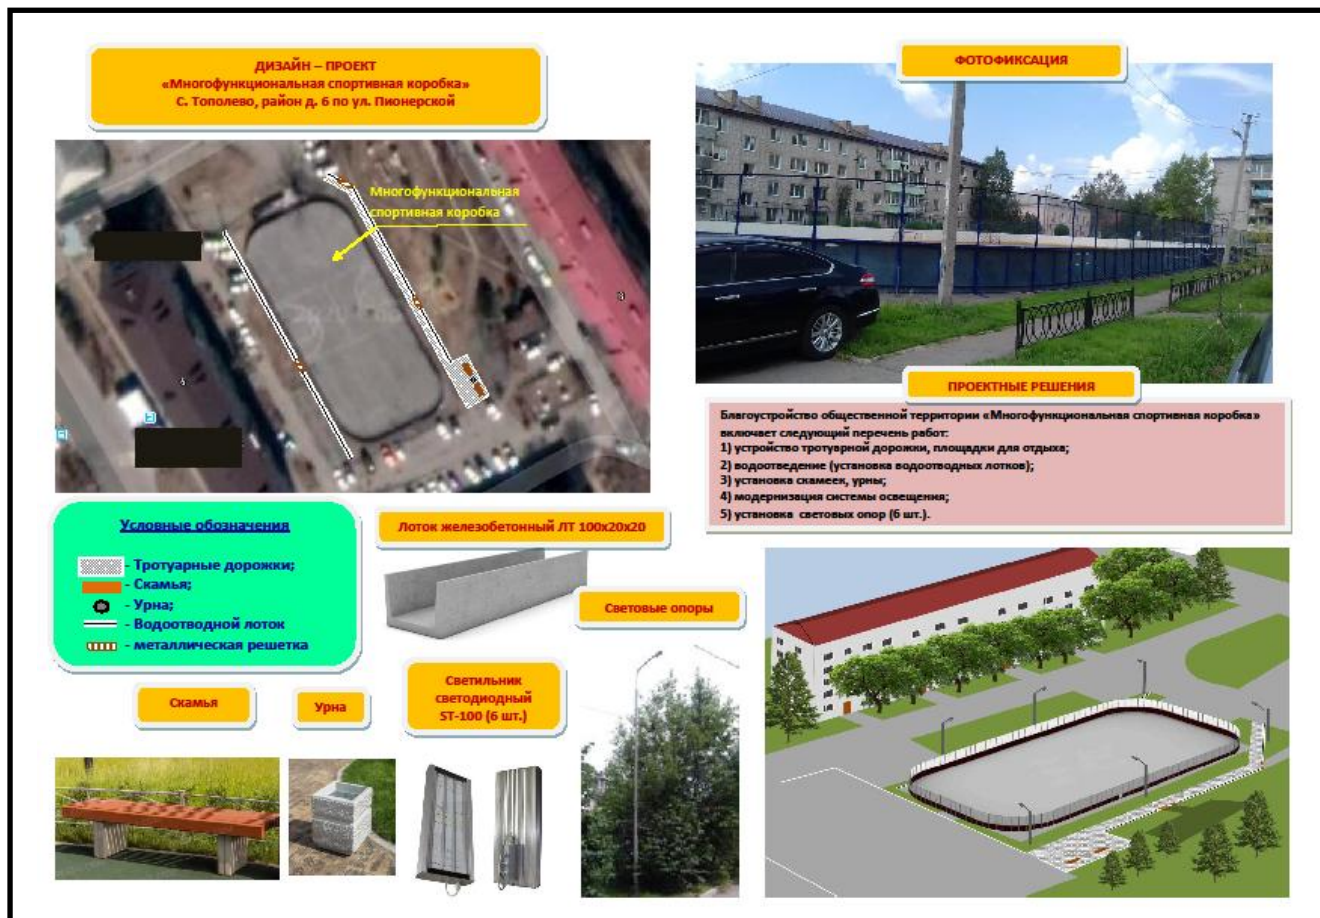 ДИЗАЙН – ПРОЕКТ
«Многофункциональная спортивная коробка»
С. Тополево, район д. 6 по ул. Пионерской
Многофункциональная
спортивная коробка
ФОТОФИКСАЦИЯ
ПРОЕКТНЫЕ РЕШЕНИЯ
Благоустройство общественной территории «Многофункциональная спортивная коробка»
включает следующий перечень работ:
1) устройство тротуарной дорожки, площадки для отдыха;
2) водоотведение (установка водоотводных лотков);
3) установка скамеек, урны;
4) модернизация системы освещения;
5) установка световых опор (6 шт.).
Условные обозначения
- Тротуарные дорожки;
- Скамья;
- Урна;
- Водоотводной лоток
- металлическая решетка
Лоток железобетонный ЛТ 100х20х20
Световые опоры
Скамья
Урна
Светильник
светодиодный
ST-100 (6 шт.)